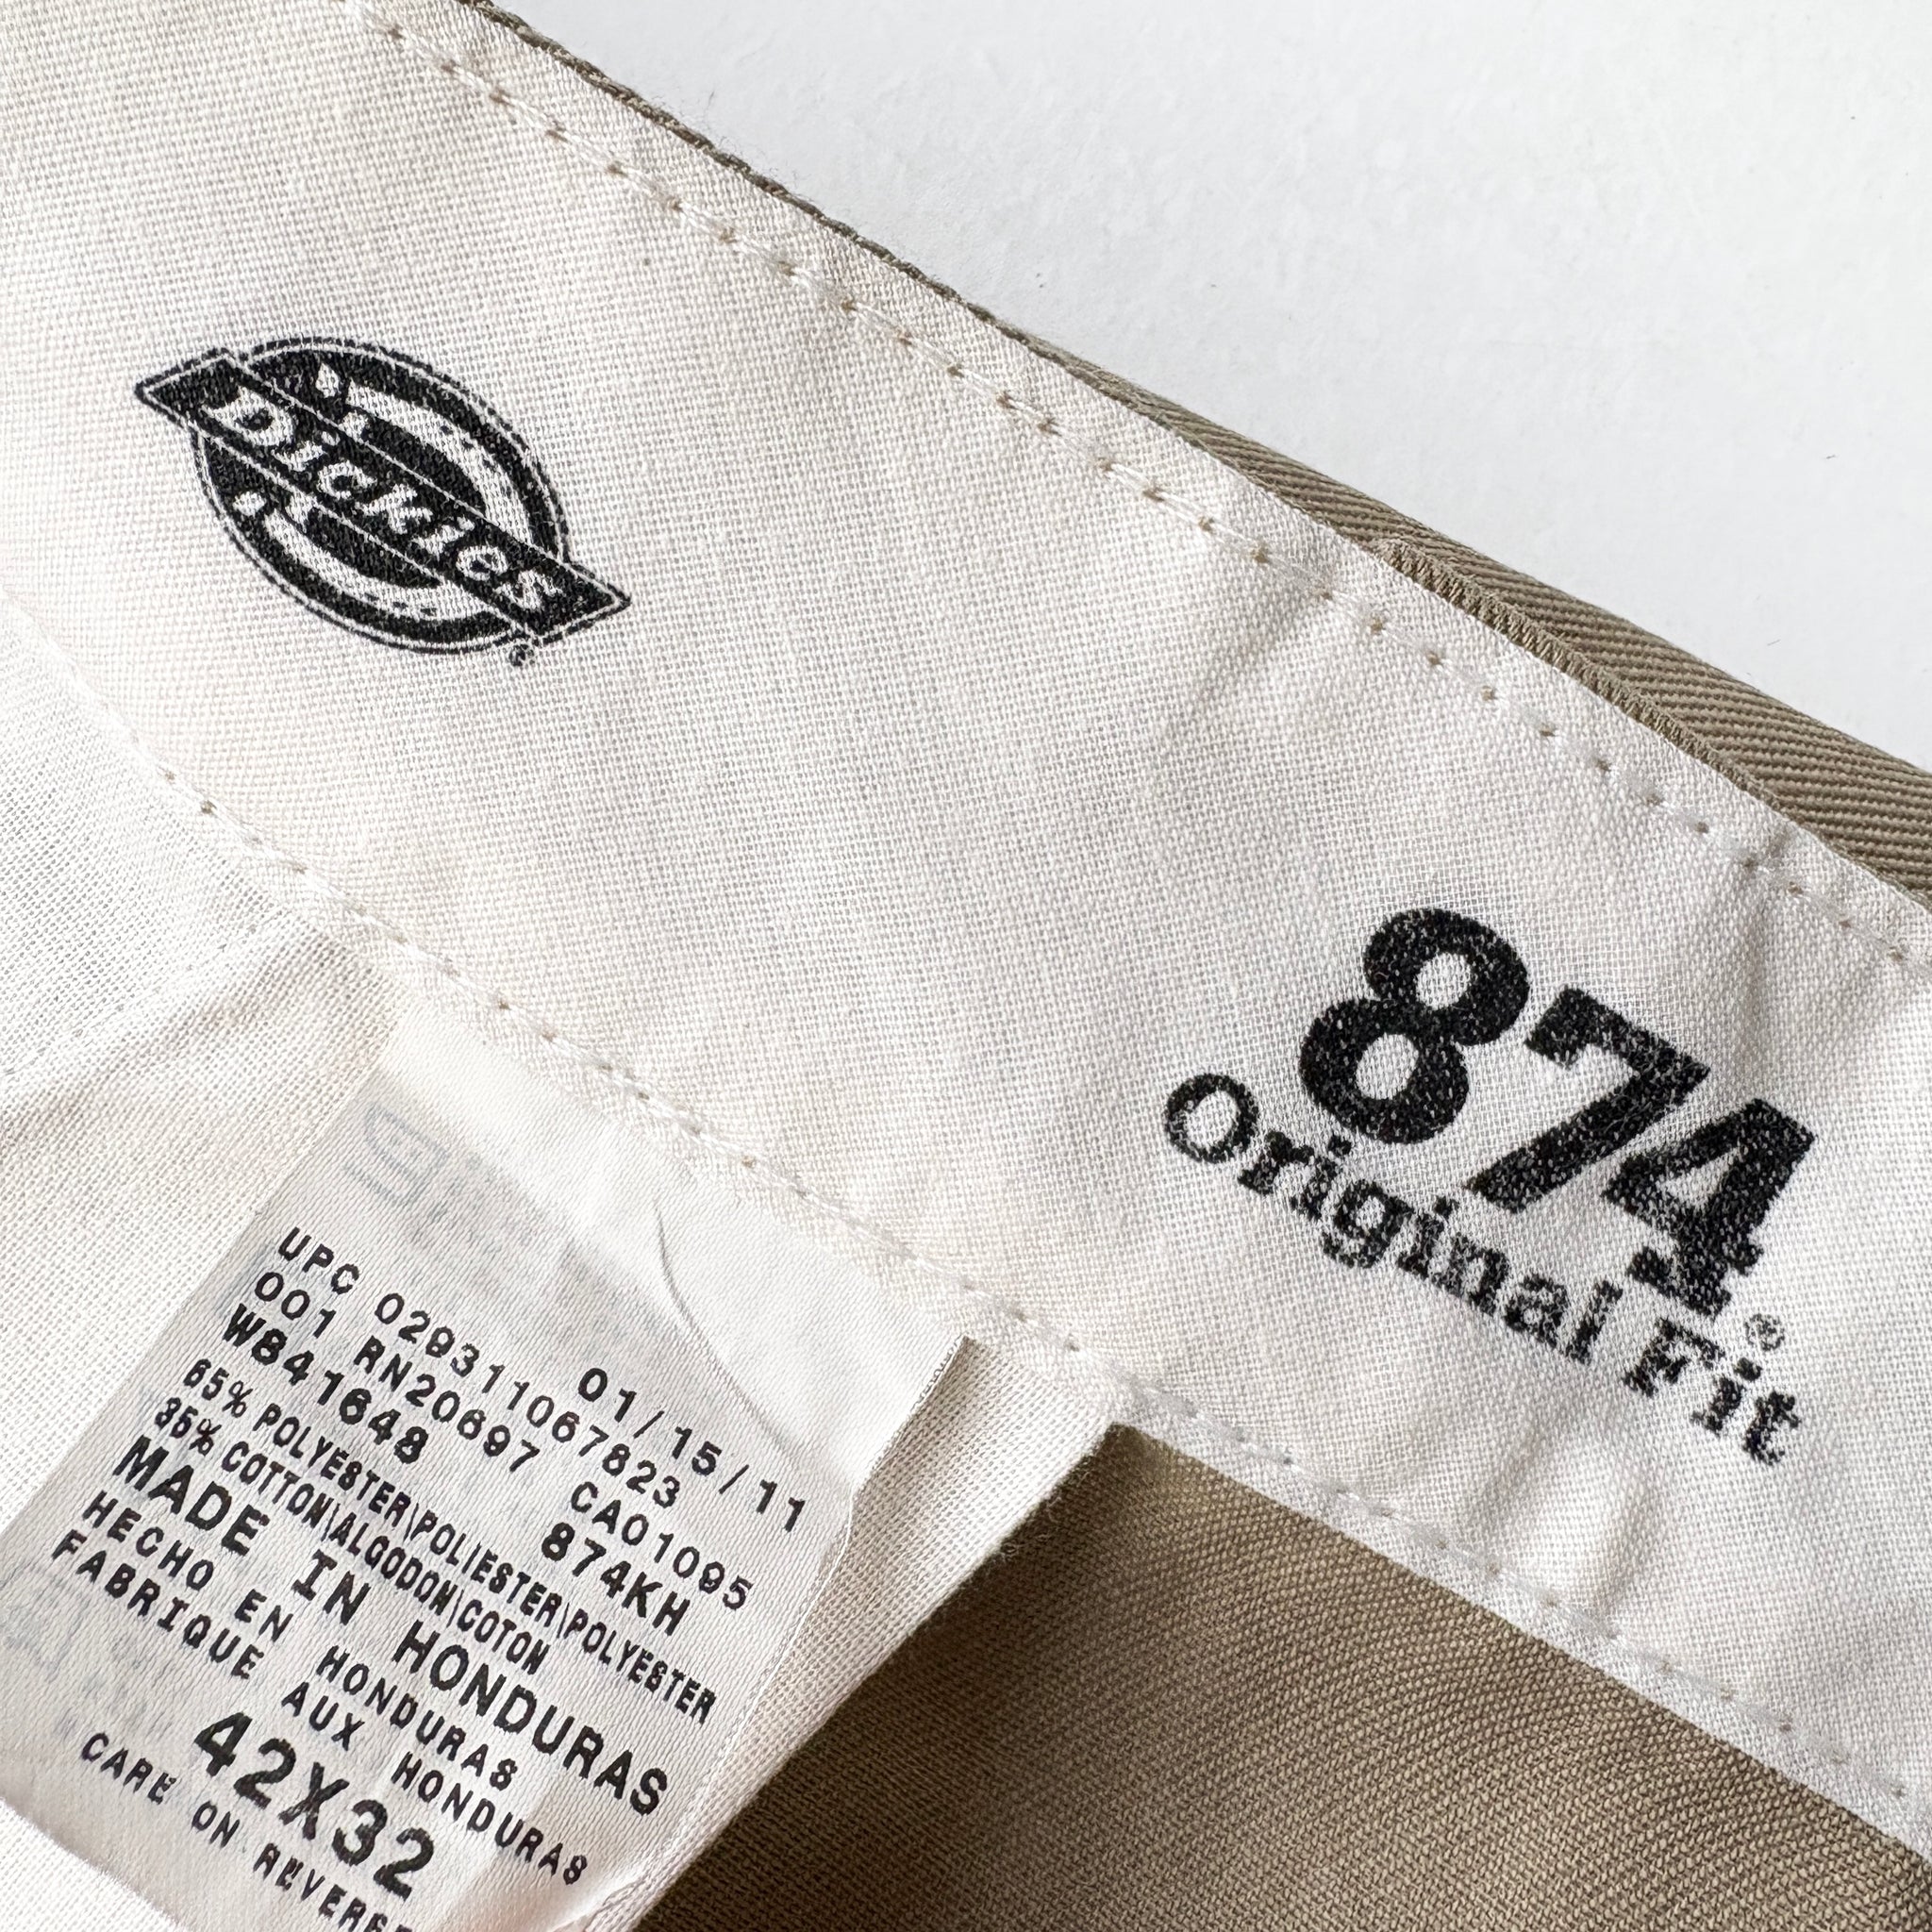 Dickies
®
874®
Original Fit
01/15/11
UPC 029311067823
001 RN20697 CA01095
W841648 874KH
65% POLYESTER\POLIESTER\POLYESTER
35% COTTON\ALGODON\COTON
MADE IN HONDURAS
HECHO EN HONDURAS
FABRIQUE AUX HONDURAS
42X32
CARE ON REVERSE